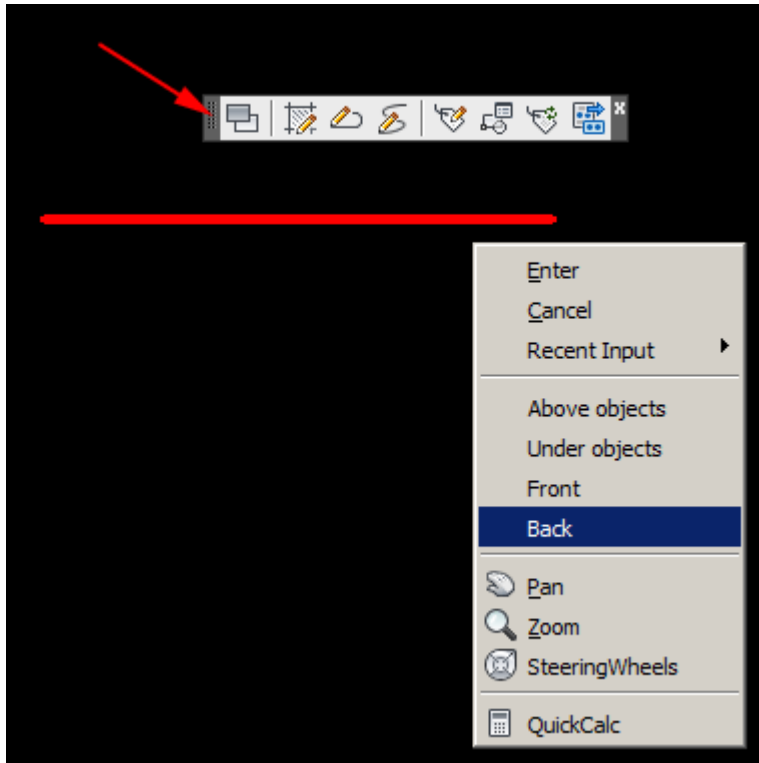 x
Enter
Cancel
Recent Input
Above objects
Under objects
Front
Back
Pan
Zoom
SteeringWheels
QuickCalc